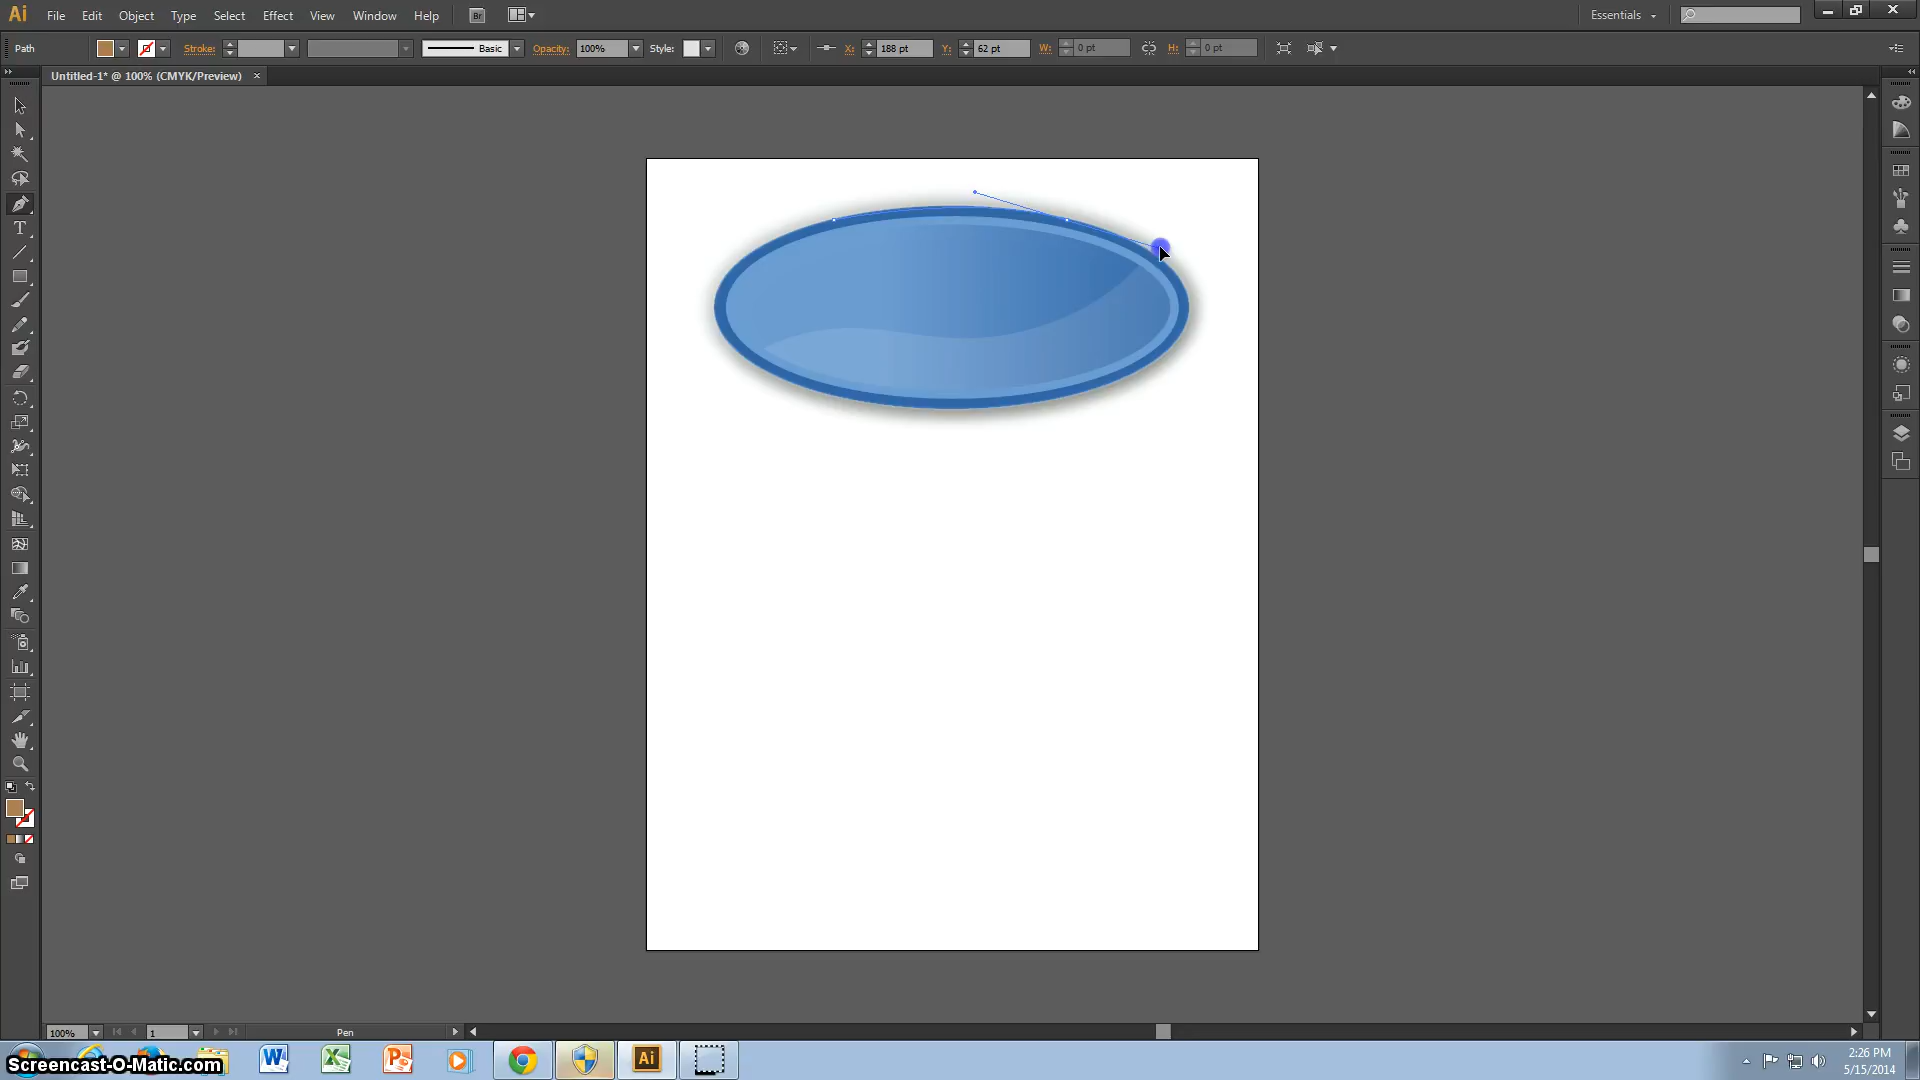 Ai File Edit Object Type Select Effect View Window Help Br Essentials
Path Stroke: Basic Opacity: 100% Style: X: 188 pt Y: 62 pt W: 0 pt H: 0 pt
Untitled-1* @ 100% (CMYK/Preview) ×
T
100% 1 Pen
Screencast-O-Matic.com
Ai
2:26 PM
5/15/2014